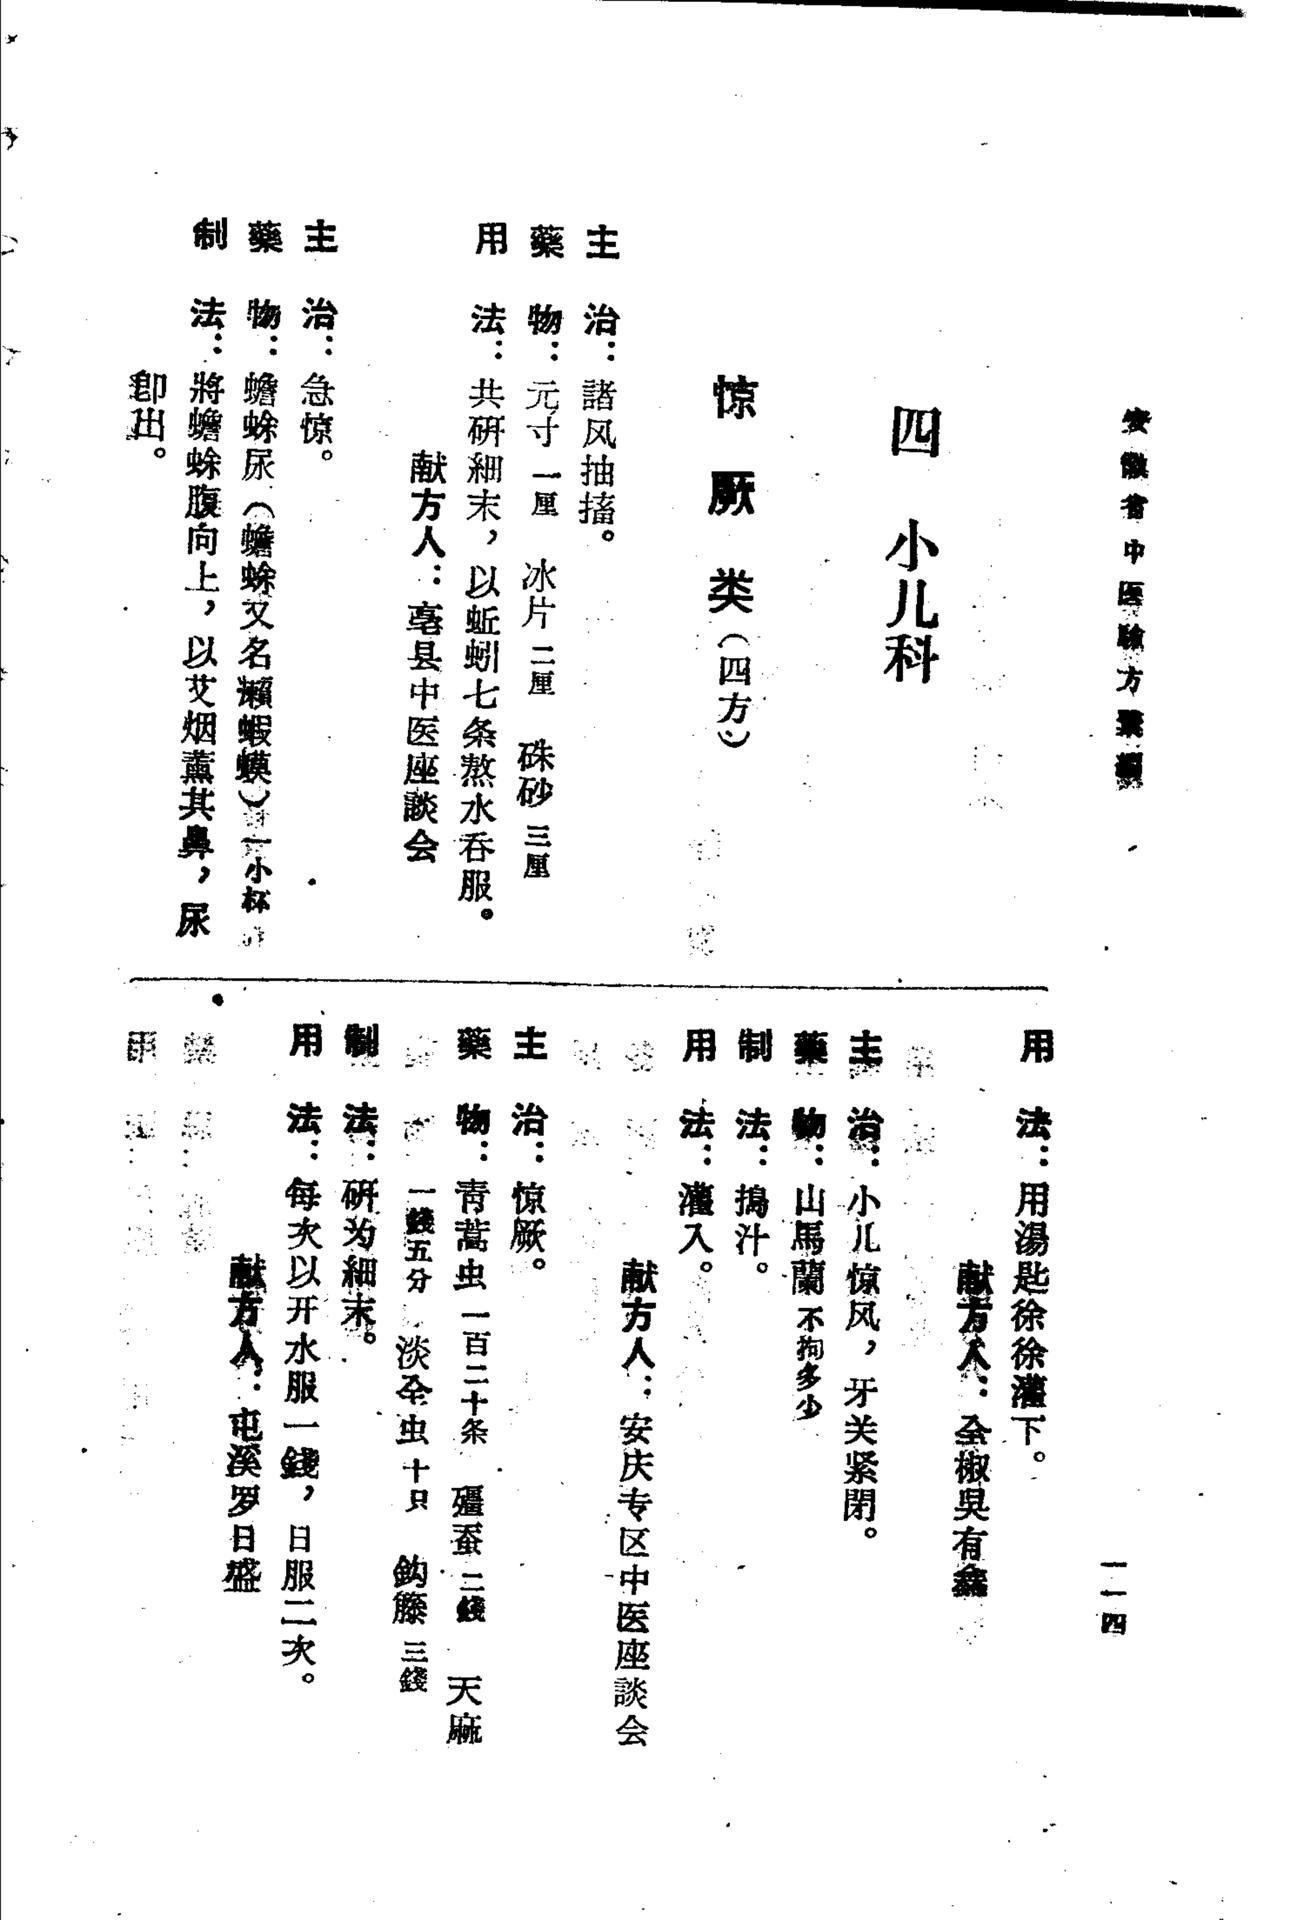 安徽省中医驗方彙編
一一四
四　小儿科
惊厥类（四方）
主　治：諸风抽搐。
藥　物：元寸一厘　冰片二厘　硃砂三厘
用　法：共研細末，以蚯蚓七条熬水吞服。
献方人：亳县中医座談会
主　治：急惊。
藥　物：蟾蜍尿（蟾蜍又名癩蝦蟆）一小杯
制　法：將蟾蜍腹向上，以艾烟薰其鼻，尿
卽出。
用　法：用湯匙徐徐灌下。
献方人：全椒吳有鑫
主　治：小儿惊风，牙关紧閉。
藥　物：山馬蘭不拘多少
制　法：搗汁。
用　法：灌入。
献方人：安庆专区中医座談会
主　治：惊厥。
藥　物：靑蒿虫一百二十条　殭蚕二錢　天麻
一錢五分　淡全虫十只　鈎籐三錢
制　法：研为細末。
用　法：每次以开水服一錢，日服二次。
献方人：屯溪罗日盛